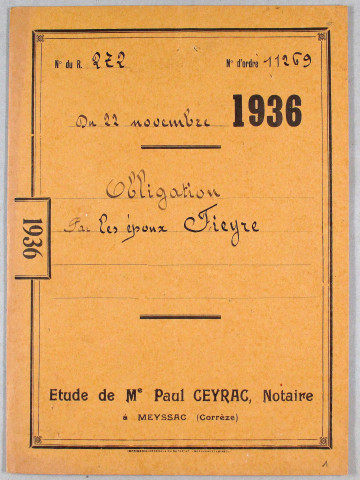 N° du R. 272 N° d'ordre 11269
Du 22 novembre 1936
Obligation
Par les époux Fieyre
1936
Etude de Me Paul CEYRAC, Notaire
à MEYSSAC (Corrèze)
1